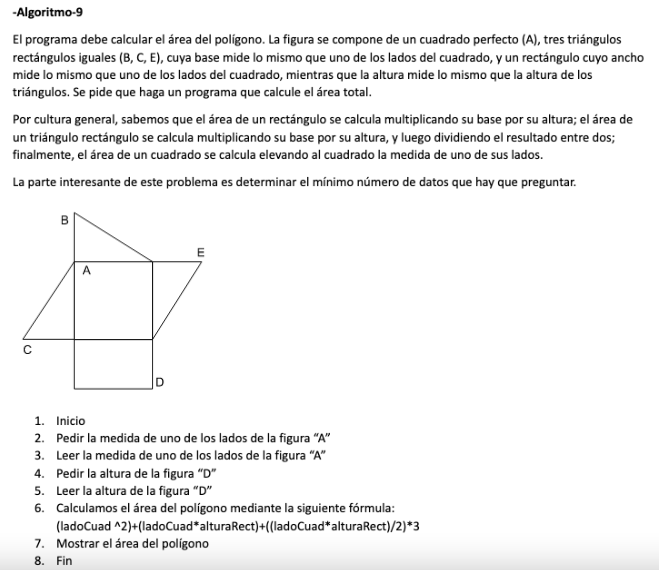 -Algoritmo-9
El programa debe calcular el área del polígono. La figura se compone de un cuadrado perfecto (A), tres triángulos
rectángulos iguales (B, C, E), cuya base mide lo mismo que uno de los lados del cuadrado, y un rectángulo cuyo ancho
mide lo mismo que uno de los lados del cuadrado, mientras que la altura mide lo mismo que la altura de los
triángulos. Se pide que haga un programa que calcule el área total.
Por cultura general, sabemos que el área de un rectángulo se calcula multiplicando su base por su altura; el área de
un triángulo rectángulo se calcula multiplicando su base por su altura, y luego dividiendo el resultado entre dos;
finalmente, el área de un cuadrado se calcula elevando al cuadrado la medida de uno de sus lados.
La parte interesante de este problema es determinar el mínimo número de datos que hay que preguntar.
B
E
A
C
D
1. Inicio
2. Pedir la medida de uno de los lados de la figura “A”
3. Leer la medida de uno de los lados de la figura “A”
4. Pedir la altura de la figura “D”
5. Leer la altura de la figura “D”
6. Calculamos el área del polígono mediante la siguiente fórmula:
(ladoCuad ^2)+(ladoCuad*alturaRect)+((ladoCuad*alturaRect)/2)*3
7. Mostrar el área del polígono
8. Fin